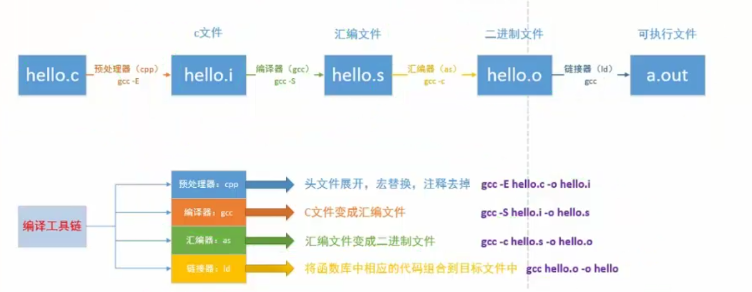 c文件
汇编文件
二进制文件
可执行文件
hello.c
预处理器（cpp）
gcc -E
hello.i
编译器（gcc）
gcc -S
hello.s
汇编器（as）
gcc -c
hello.o
链接器（ld）
gcc
a.out
编译工具链
预处理器：cpp
头文件展开，宏替换，注释去掉
gcc -E hello.c -o hello.i
编译器：gcc
C文件变成汇编文件
gcc -S hello.i -o hello.s
汇编器：as
汇编文件变成二进制文件
gcc -c hello.s -o hello.o
链接器：ld
将函数库中相应的代码组合到目标文件中
gcc hello.o -o hello